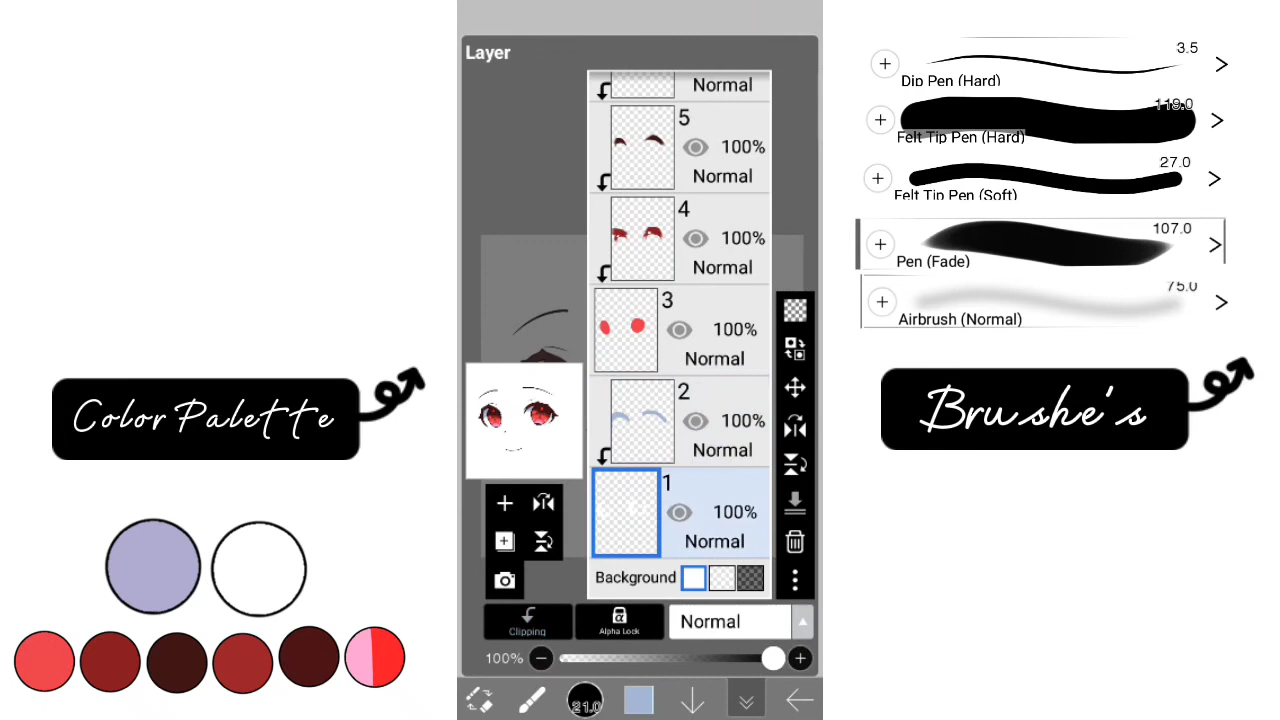 Color Palette
Layer
Normal
5
100%
Normal
4
100%
Normal
3
100%
Normal
2
100%
Normal
1
100%
Normal
Background
Clipping
α
Alpha Lock
Normal
100%
21.0
3.5
Dip Pen (Hard)
119.0
Felt Tip Pen (Hard)
27.0
Felt Tip Pen (Soft)
107.0
Pen (Fade)
75.0
Airbrush (Normal)
Brushe's